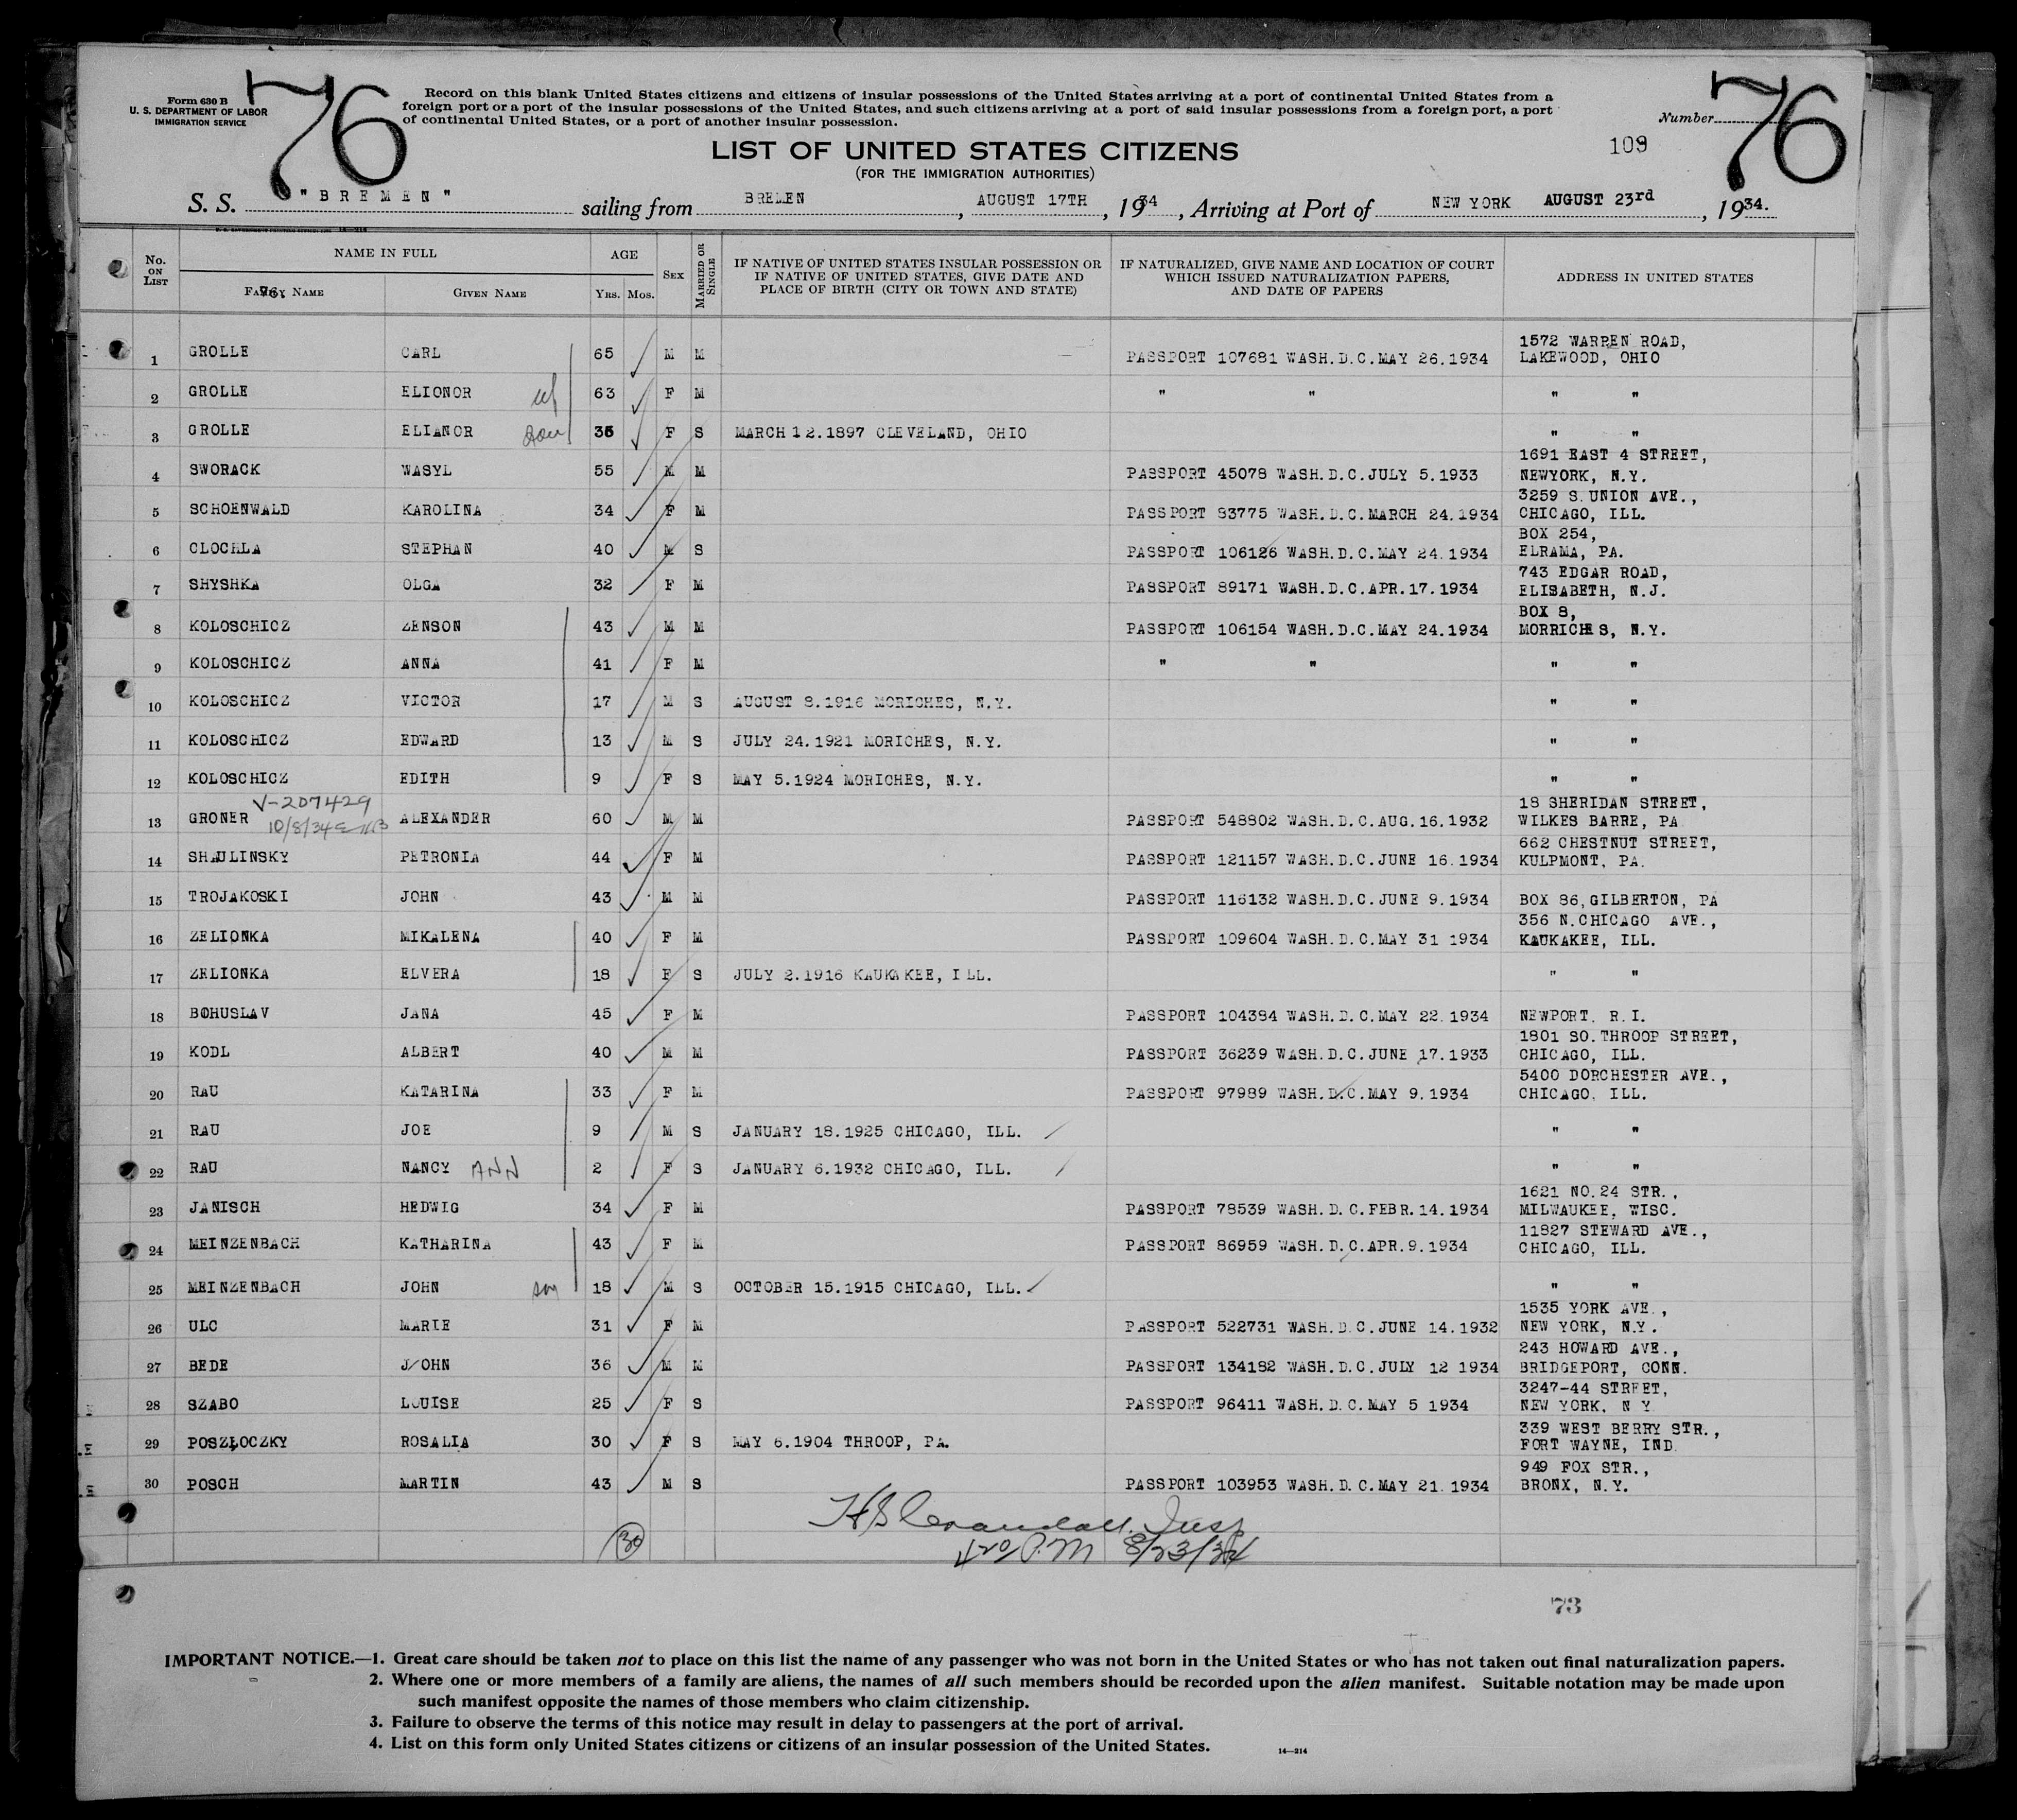 Form 630 B
U. S. DEPARTMENT OF LABOR
IMMIGRATION SERVICE
76
Record on this blank United States citizens and citizens of insular possessions of the United States arriving at a port of continental United States from a
foreign port or a port of the insular possessions of the United States, and such citizens arriving at a port of said insular possessions from a foreign port, a port
of continental United States, or a port of another insular possession.
Number
76
109
LIST OF UNITED STATES CITIZENS
(FOR THE IMMIGRATION AUTHORITIES)
S. S. "BREMEN" sailing from BREMEN, AUGUST 17TH, 1934, Arriving at Port of NEW YORK AUGUST 23rd, 1934.
No. ON LIST
NAME IN FULL
FAMILY NAME
GIVEN NAME
AGE
YRS. MOS.
SEX
MARRIED OR SINGLE
IF NATIVE OF UNITED STATES INSULAR POSSESSION OR
IF NATIVE OF UNITED STATES, GIVE DATE AND
PLACE OF BIRTH (CITY OR TOWN AND STATE)
IF NATURALIZED, GIVE NAME AND LOCATION OF COURT
WHICH ISSUED NATURALIZATION PAPERS,
AND DATE OF PAPERS
ADDRESS IN UNITED STATES
1572 WARREN ROAD,
1 GROLLE CARL 65 M M PASSPORT 107681 WASH.D.C.MAY 26.1934 LAKEWOOD, OHIO
2 GROLLE ELIONOR wf 63 F M " " " "
3 GROLLE ELIANOR dau 36 F S MARCH 12.1897 CLEVELAND, OHIO " "
1691 EAST 4 STREET,
4 SWORACK WASYL 55 M M PASSPORT 45078 WASH.D.C.JULY 5.1933 NEWYORK, N.Y.
3259 S.UNION AVE.,
5 SCHOENWALD KAROLINA 34 F M PASSPORT 83775 WASH.D.C.MARCH 24.1934 CHICAGO, ILL.
BOX 254,
6 CLOCHLA STEPHAN 40 M S PASSPORT 106126 WASH.D.C.MAY 24.1934 ELRAMA, PA.
743 EDGAR ROAD,
7 SHYSHKA OLGA 32 F M PASSPORT 89171 WASH.D.C.APR.17.1934 ELISABETH, N.J.
BOX 8,
8 KOLOSCHICZ ZENSON 43 M M PASSPORT 106154 WASH.D.C.MAY 24.1934 MORRICHES, N.Y.
9 KOLOSCHICZ ANNA 41 F M " " " "
10 KOLOSCHICZ VICTOR 17 M S AUGUST 8.1916 MORICHES, N.Y. " "
11 KOLOSCHICZ EDWARD 13 M S JULY 24.1921 MORICHES, N.Y. " "
12 KOLOSCHICZ EDITH 9 F S MAY 5.1924 MORICHES, N.Y. " "
V-207429
18 SHERIDAN STREET,
13 GRONER 10/8/34 ALEXANDER 60 M M PASSPORT 548802 WASH.D.C.AUG.16.1932 WILKES BARRE, PA
662 CHESTNUT STREET,
14 SHAULINSKY PETRONIA 44 F M PASSPORT 121157 WASH.D.C.JUNE 16.1934 KULPMONT, PA.
15 TROJAKOSKI JOHN 43 M M PASSPORT 116132 WASH.D.C.JUNE 9.1934 BOX 86,GILBERTON, PA
356 N.CHICAGO AVE.,
16 ZELIONKA MIKALENA 40 F M PASSPORT 109604 WASH.D.C.MAY 31 1934 KAUKAKEE, ILL.
17 ZELIONKA ELVERA 18 F S JULY 2.1916 KAUKAKEE, ILL. " "
18 BOHUSLAV JANA 45 F M PASSPORT 104384 WASH.D.C.MAY 22.1934 NEWPORT. R.I.
1801 SO.THROOP STREET,
19 KODL ALBERT 40 M M PASSPORT 36239 WASH.D.C.JUNE 17.1933 CHICAGO, ILL.
5400 DORCHESTER AVE.,
20 RAU KATARINA 33 F M PASSPORT 97989 WASH.D.C.MAY 9.1934 CHICAGO. ILL.
21 RAU JOE 9 M S JANUARY 18.1925 CHICAGO, ILL. " "
22 RAU NANCY ANN 2 F S JANUARY 6.1932 CHICAGO, ILL. " "
1621 NO.24 STR.,
23 JANISCH HEDWIG 34 F M PASSPORT 78539 WASH.D.C.FEBR.14.1934 MILWAUKEE, WISC.
11827 STEWARD AVE.,
24 MEINZENBACH KATHARINA 43 F M PASSPORT 86959 WASH.D.C.APR.9.1934 CHICAGO, ILL.
25 MEINZENBACH JOHN son 18 M S OCTOBER 15.1915 CHICAGO, ILL. " "
1535 YORK AVE.,
26 ULC MARIE 31 F M PASSPORT 522731 WASH.D.C.JUNE 14.1932 NEW YORK, N.Y.
243 HOWARD AVE.,
27 BEDE JOHN 36 M M PASSPORT 134182 WASH.D.C.JULY 12 1934 BRIDGEPORT, CONN.
3247-44 STREET,
28 SZABO LOUISE 25 F S PASSPORT 96411 WASH.D.C.MAY 5 1934 NEW YORK. N Y
339 WEST BERRY STR.,
29 POSZLOCZKY ROSALIA 30 F S MAY 6.1904 THROOP, PA. FORT WAYNE, IND.
949 FOX STR.,
30 POSCH MARTIN 43 M S PASSPORT 103953 WASH.D.C.MAY 21.1934 BRONX, N.Y.
HS Crandall. Insp
30
420 P.M 8/23/34
73
IMPORTANT NOTICE.—1. Great care should be taken not to place on this list the name of any passenger who was not born in the United States or who has not taken out final naturalization papers.
2. Where one or more members of a family are aliens, the names of all such members should be recorded upon the alien manifest. Suitable notation may be made upon
such manifest opposite the names of those members who claim citizenship.
3. Failure to observe the terms of this notice may result in delay to passengers at the port of arrival.
4. List on this form only United States citizens or citizens of an insular possession of the United States.
14—214